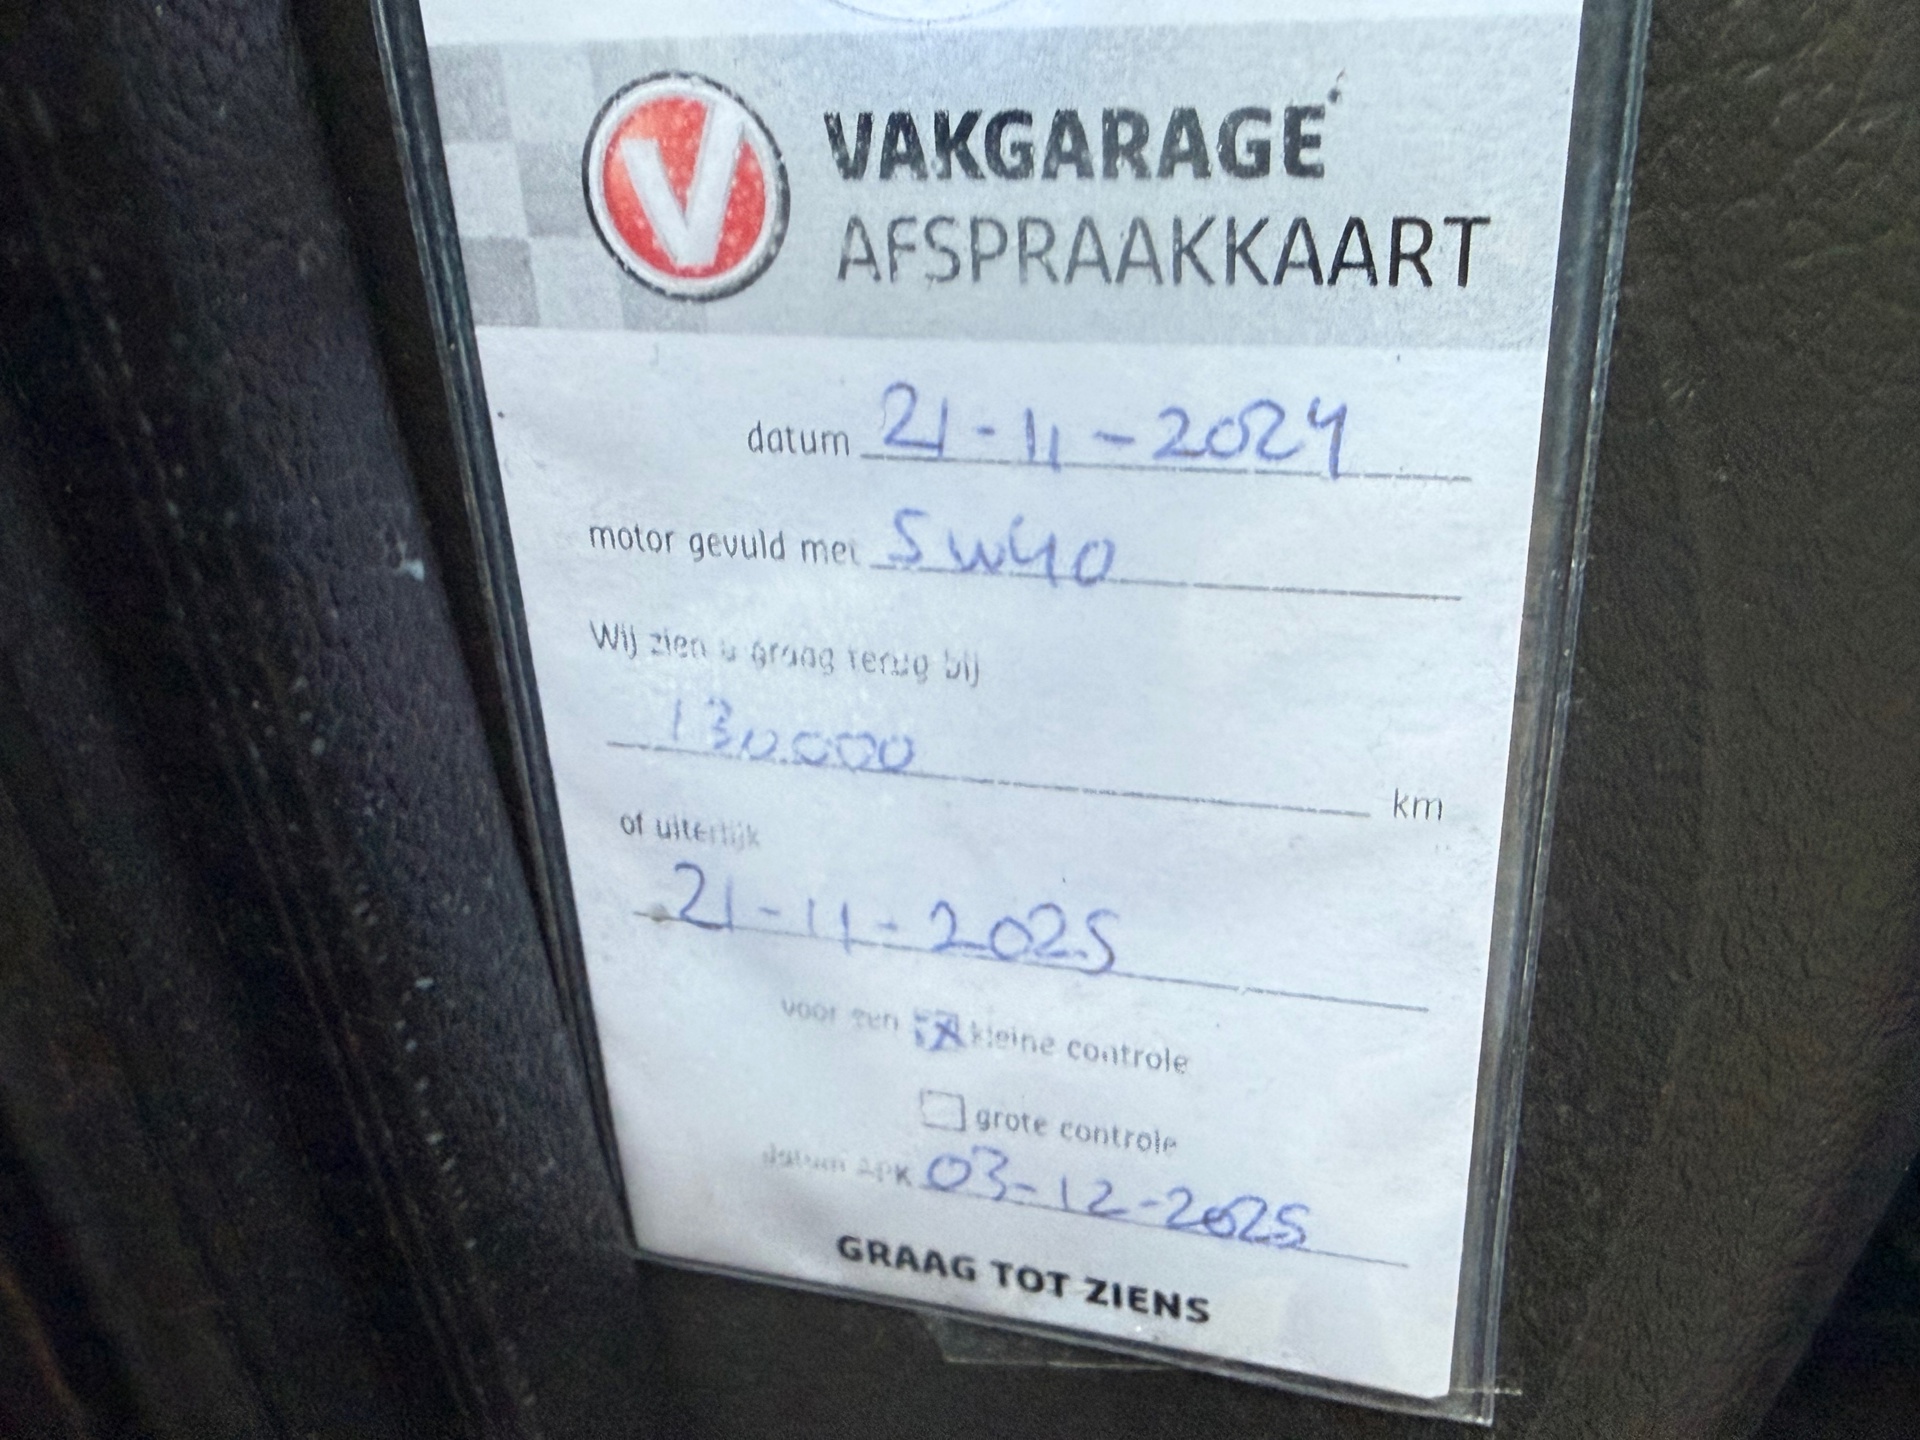 V VAKGARAGE
AFSPRAAKKAART
datum 21-11-2024
motor gevuld met 5W40
Wij zien u graag terug bij
130.000 km
of uiterlijk
21-11-2025
voor een kleine controle
grote controle
datum APK 03-12-2025
GRAAG TOT ZIENS